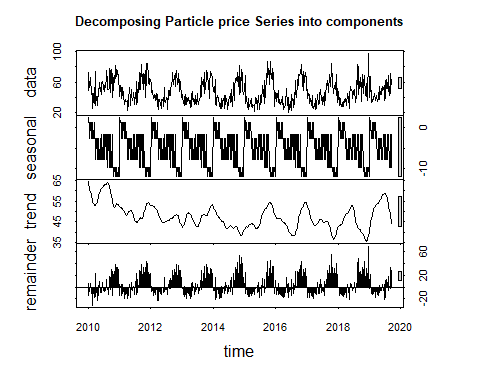 Decomposing Particle price Series into components
data
20 60 100
seasonal
-10 0
trend
35 45 55 65
remainder
-20 20 60
2010 2012 2014 2016 2018 2020
time